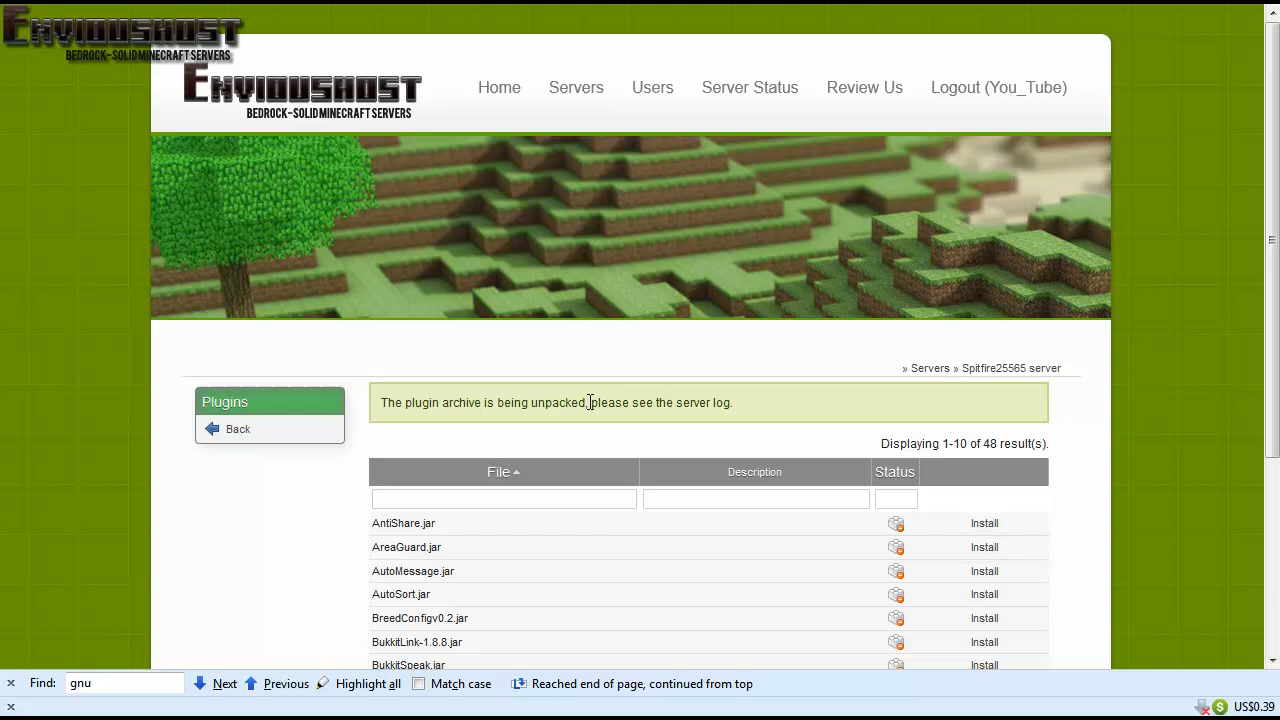 ENVIOUSHOST
BEDROCK-SOLID MINECRAFT SERVERS
ENVIOUSHOST
BEDROCK-SOLID MINECRAFT SERVERS
Home Servers Users Server Status Review Us Logout (You_Tube)
» Servers » Spitfire25565 server
Plugins
Back
The plugin archive is being unpacked, please see the server log.
Displaying 1-10 of 48 result(s).
File Description Status
AntiShare.jar Install
AreaGuard.jar Install
AutoMessage.jar Install
AutoSort.jar Install
BreedConfigv0.2.jar Install
BukkitLink-1.8.8.jar Install
BukkitSpeak.jar Install
Find: gnu Next Previous Highlight all Match case Reached end of page, continued from top
US$0.39